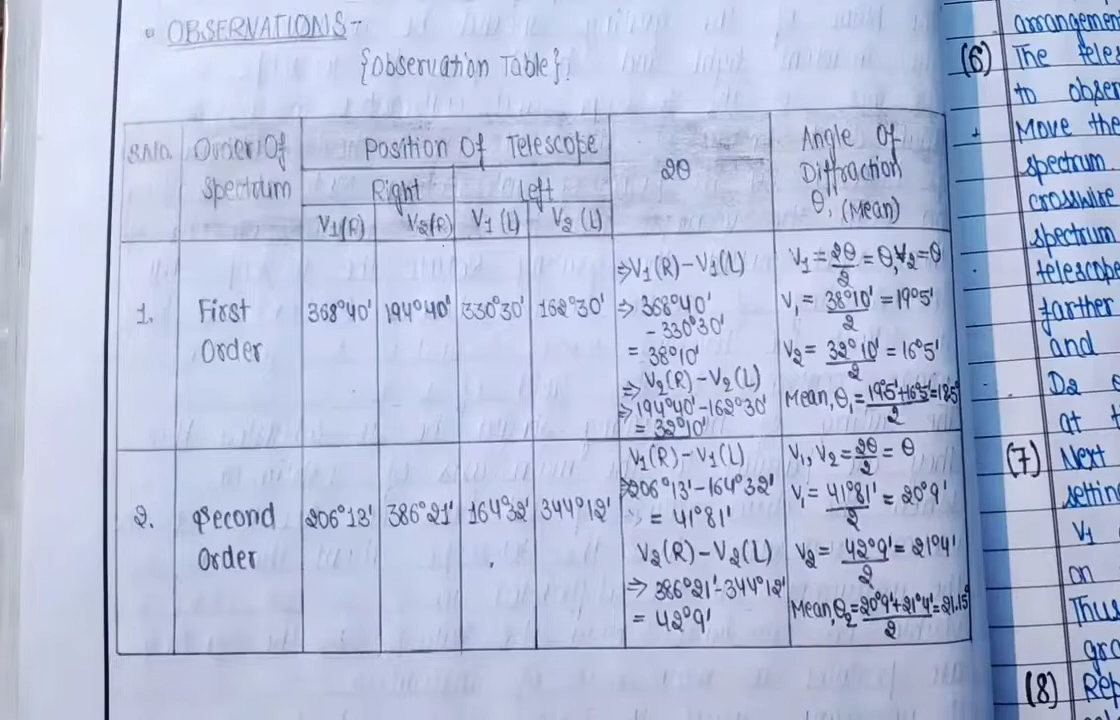 • OBSERVATIONS:-
{Observation Table}.
S.No.
Order Of
Spectrum
Position Of Telescope
Right
Left
V₁(R)
V₂(R)
V₁ (L)
V₂ (L)
2θ
Angle Of
Diffraction
θ, (Mean)
1.
First
Order
368°40'
194°40'
330°30'
162°30'
⇒V₁(R) - V₁(L)
⇒ 368°40'
- 330°30'
= 38°10'
⇒ V₂(R) - V₂(L)
⇒ 194°40' - 162°30'
= 32°10'
V₁ = 2θ/2 = θ, V₂ = θ
V₁ = 38°10'/2 = 19°5'
V₂ = 32°10'/2 = 16°5'
Mean, θ₁ = 19°5' + 16°5'/2 = 18.5°
2.
Second
Order
206°13'
386°21'
164°32'
344°12'
V₁(R) - V₁(L)
⇒ 206°13' - 164°32'
= 41°81'
V₂(R) - V₂(L)
⇒ 386°21' - 344°12'
= 42°9'
V₁, V₂ = 2θ/2 = θ
V₁ = 41°81'/2 = 20°9'
V₂ = 42°9'/2 = 21°4'
Mean, θ₂ = 20°9' + 21°4'/2 = 21.15°
arrangemen
(6) The teles
to obser
Move the
spectrum
crosswire
spectrum
telescope
farther
and
D₂
at t
(7) Next
setting
V₁
on
Thus
gra
(8) Rep